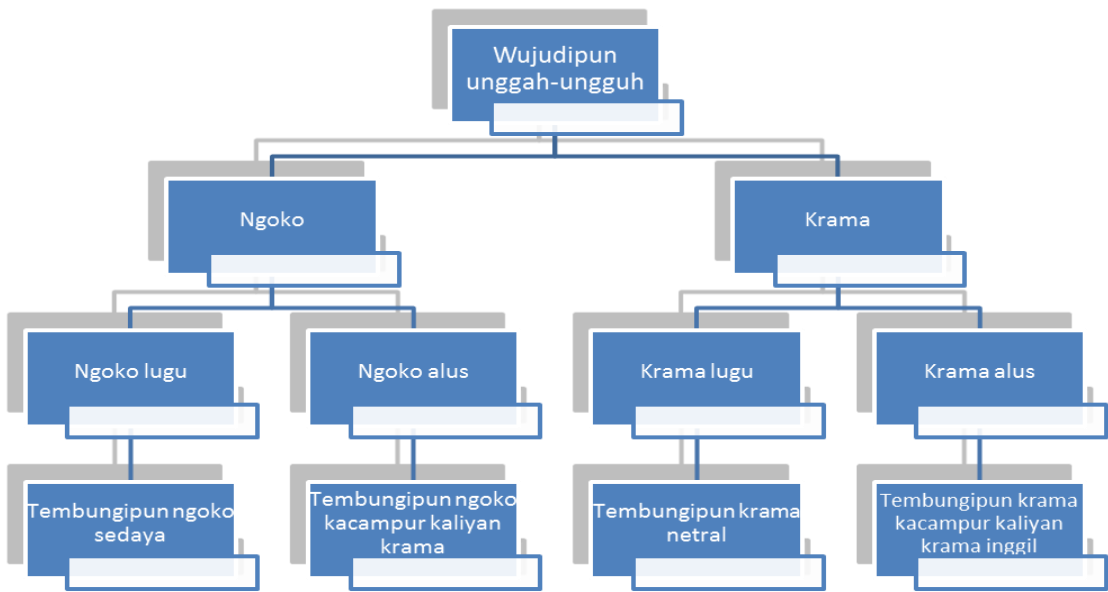 Wujudipun
unggah-ungguh
Ngoko
Krama
Ngoko lugu
Ngoko alus
Krama lugu
Krama alus
Tembungipun ngoko
sedaya
Tembungipun ngoko
kacampur kaliyan
krama
Tembungipun krama
netral
Tembungipun krama
kacampur kaliyan
krama inggil